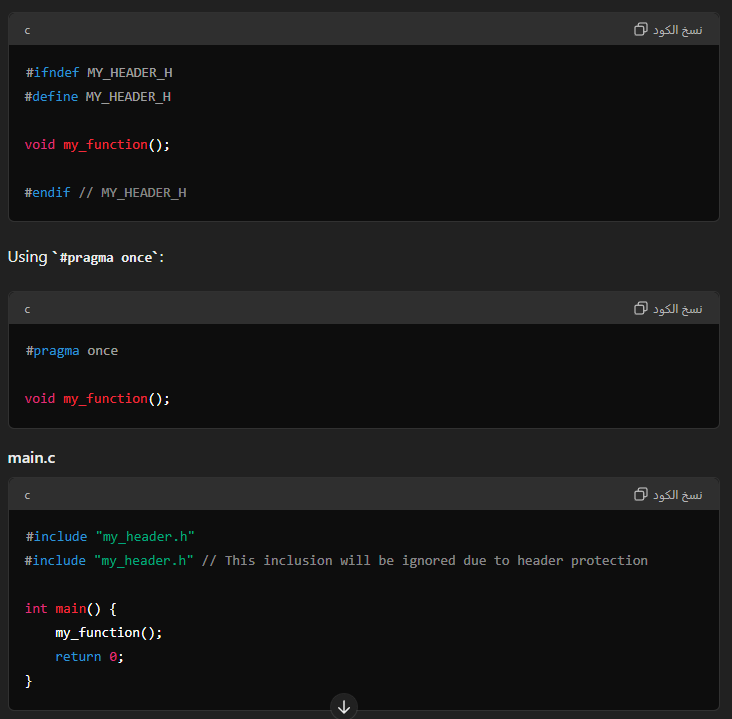 c
نسخ الكود
#ifndef MY_HEADER_H
#define MY_HEADER_H
void my_function();
#endif // MY_HEADER_H
Using `#pragma once`:
c
نسخ الكود
#pragma once
void my_function();
main.c
c
نسخ الكود
#include "my_header.h"
#include "my_header.h" // This inclusion will be ignored due to header protection
int main() {
    my_function();
    return 0;
}